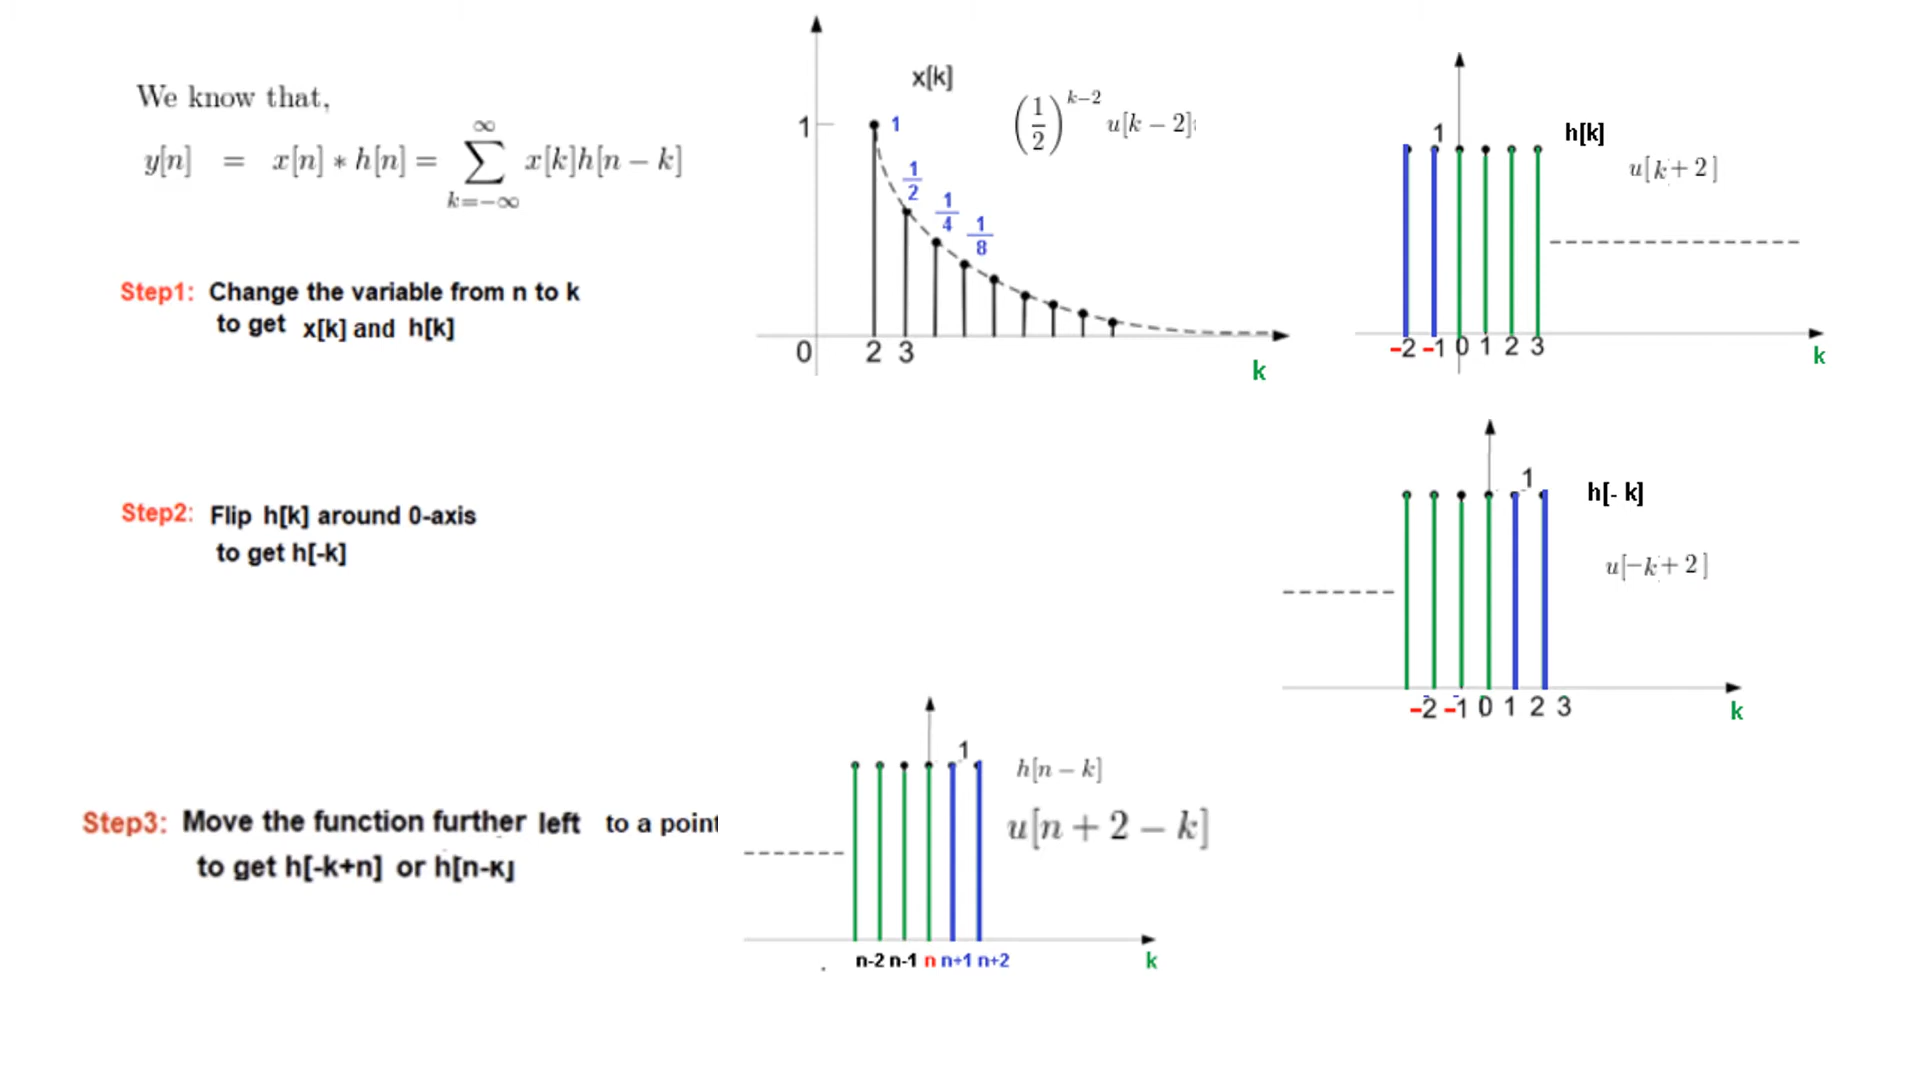 We know that,
y[n] = x[n] * h[n] = ∑_{k=-∞}^{∞} x[k]h[n − k]
Step1: Change the variable from n to k
to get x[k] and h[k]
x[k]
(1/2)^{k−2} u[k − 2]
1
1
1/2
1/4
1/8
0 2 3
k
h[k]
1
u[k+ 2 ]
-2 -1 0 1 2 3
k
Step2: Flip h[k] around 0-axis
to get h[-k]
1
h[- k]
u[−k+ 2 ]
-2 -1 0 1 2 3
k
Step3: Move the function further left to a point
to get h[-k+n] or h[n-k]
1
h[n − k]
u[n + 2 − k]
n-2 n-1 n n+1 n+2
k